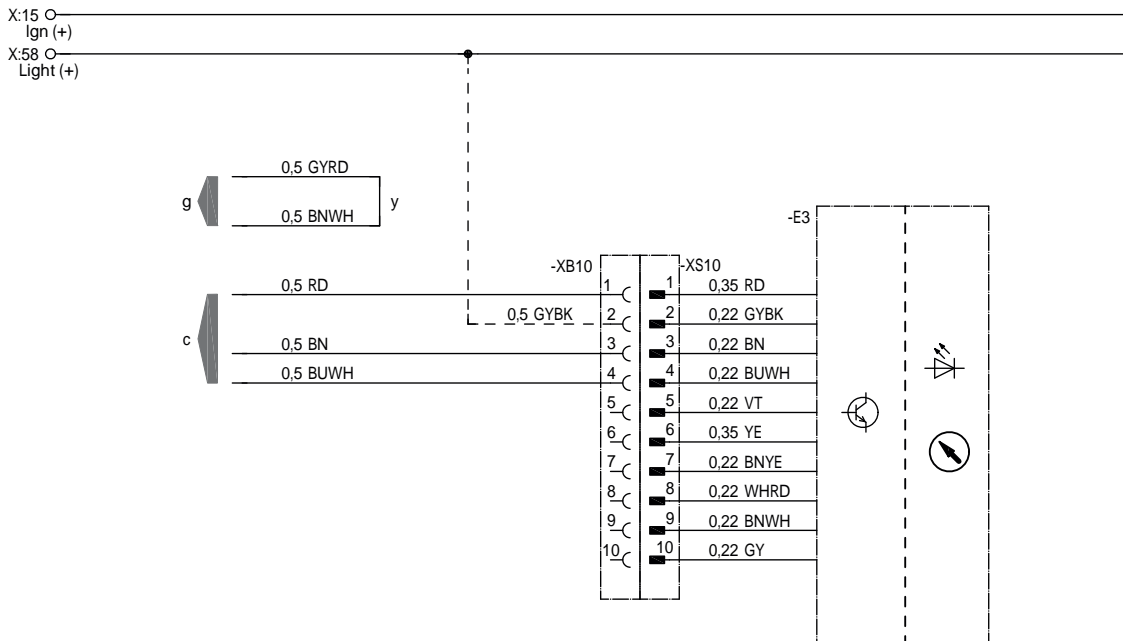 X:15
Ign (+)
X:58
Light (+)
0,5 GYRD
g
y
0,5 BNWH
-E3
-XB10
-XS10
0,5 RD
1
1
0,35 RD
0,5 GYBK
2
2
0,22 GYBK
c
0,5 BN
3
3
0,22 BN
0,5 BUWH
4
4
0,22 BUWH
5
5
0,22 VT
6
6
0,35 YE
7
7
0,22 BNYE
8
8
0,22 WHRD
9
9
0,22 BNWH
10
10
0,22 GY